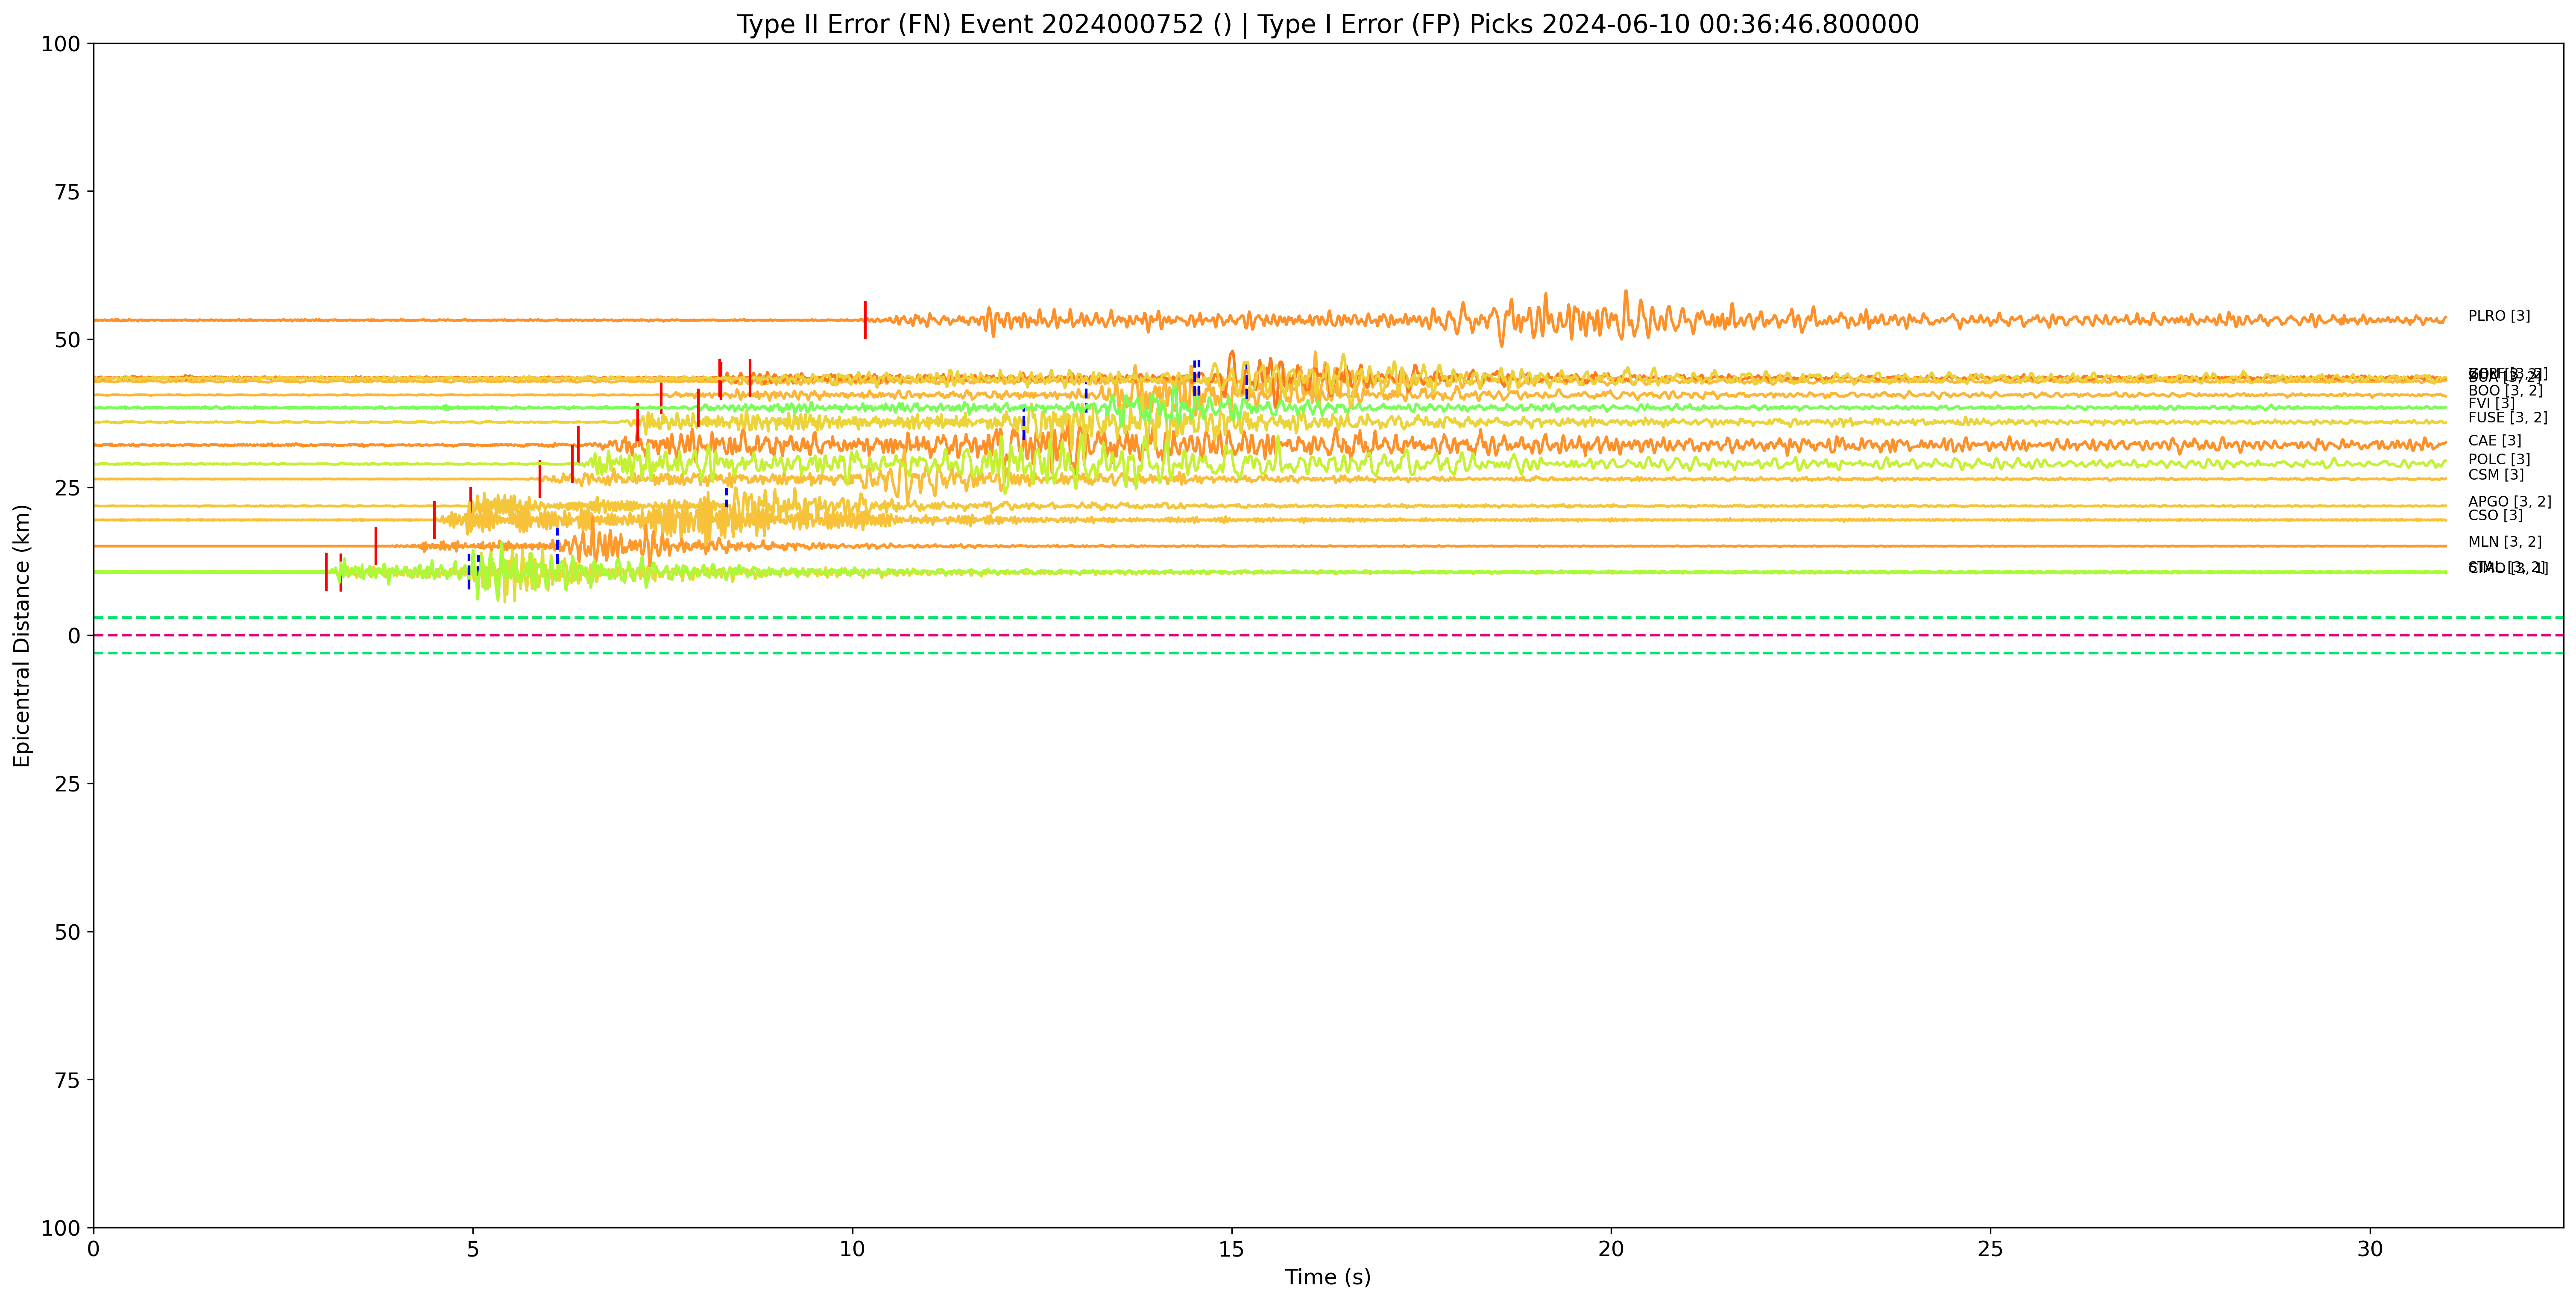 Type II Error (FN) Event 2024000752 () | Type I Error (FP) Picks 2024-06-10 00:36:46.800000
100
75
50
25
0
25
50
75
100
Epicentral Distance (km)
PLRO [3]
BOO [3, 2]
FVI [3]
FUSE [3, 2]
CAE [3]
POLC [3]
CSM [3]
APGO [3, 2]
CSO [3]
MLN [3, 2]
0
5
10
15
20
25
30
Time (s)